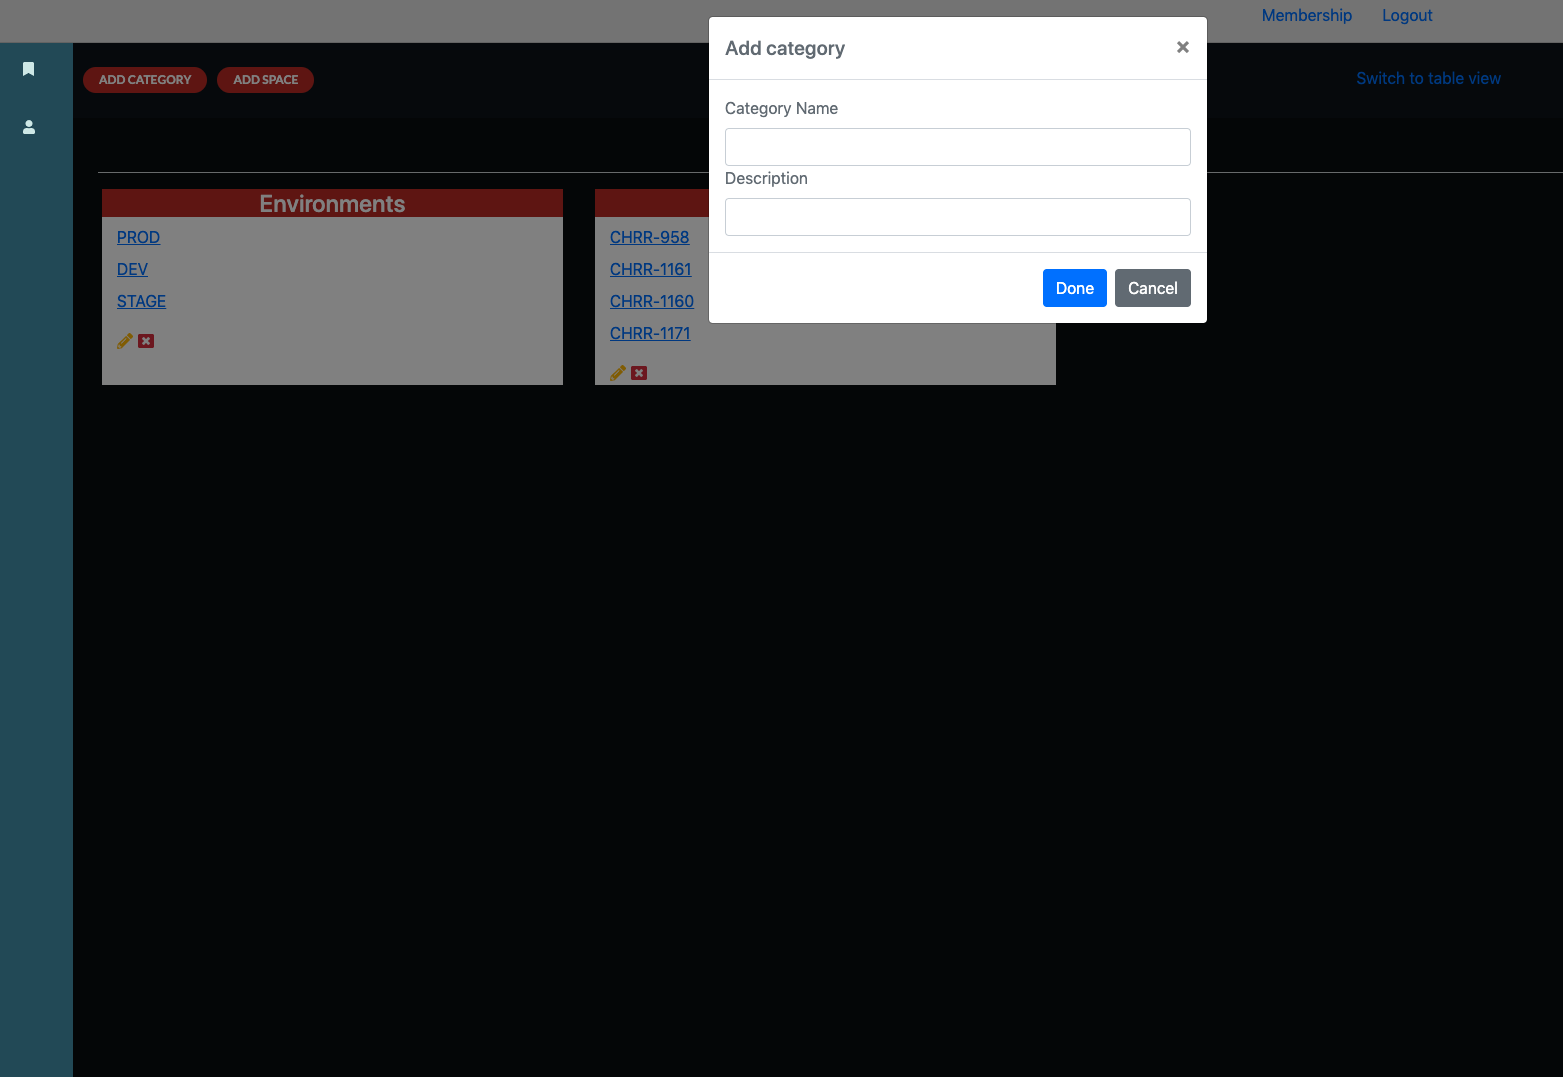 Membership Logout
Add category ×
ADD CATEGORY ADD SPACE
Switch to table view
Category Name
Description
Environments
PROD
DEV
STAGE
CHRR-958
CHRR-1161
CHRR-1160
CHRR-1171
Done Cancel